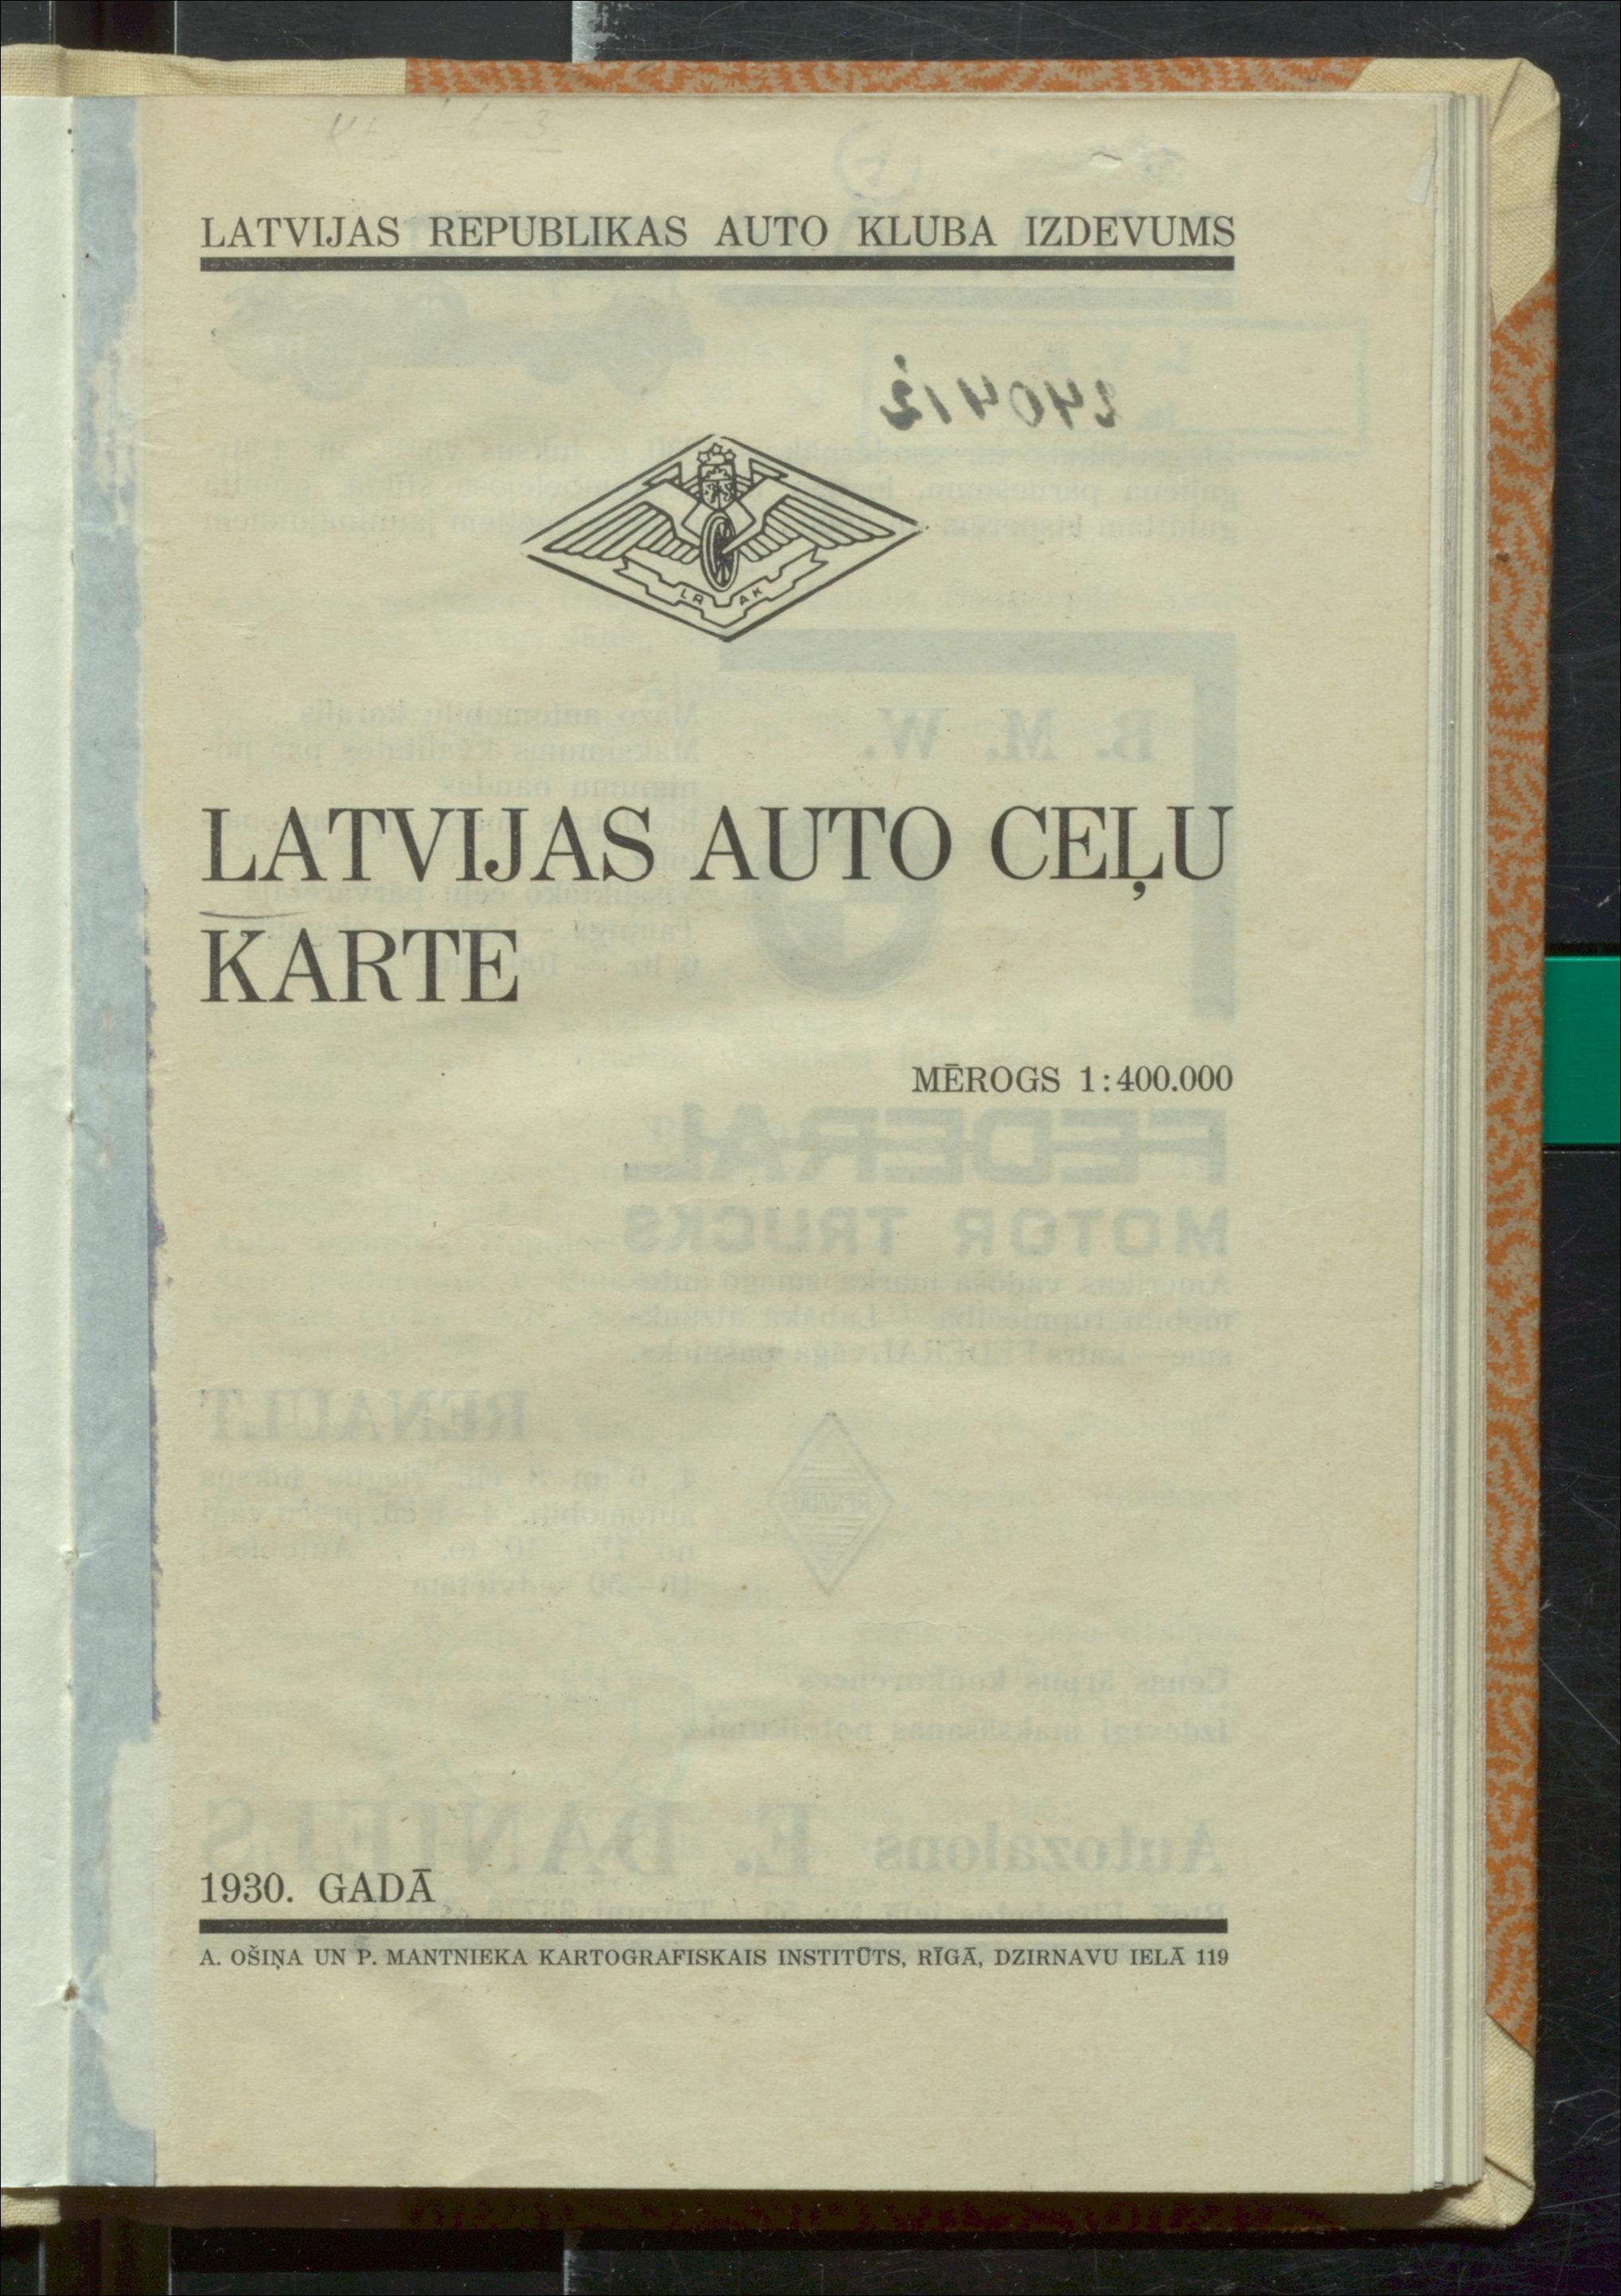 LATVIJAS REPUBLIKAS AUTO KLUBA IZDEVUMS
LR AK
LATVIJAS AUTO CEĻU
KARTE
MĒROGS 1:400.000
1930. GADĀ
A. OŠIŅA UN P. MANTNIEKA KARTOGRAFISKAIS INSTITŪTS, RĪGĀ, DZIRNAVU IELĀ 119